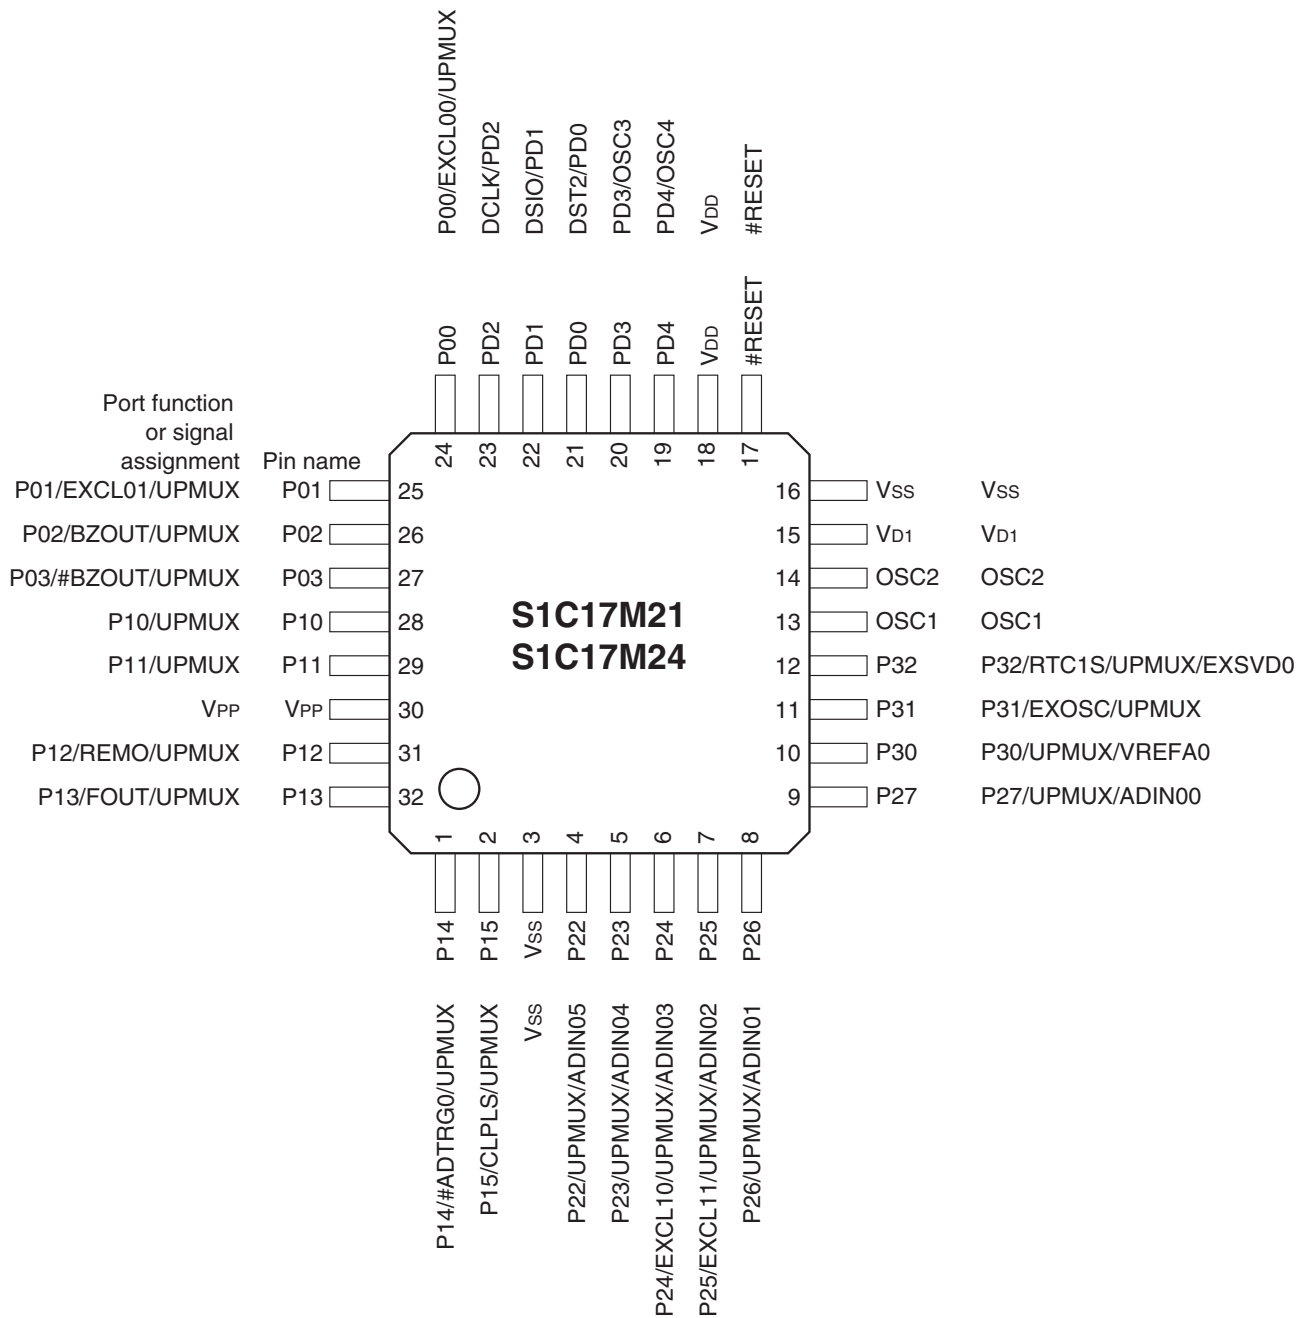 P00/EXCL00/UPMUX
DCLK/PD2
DSIO/PD1
DST2/PD0
PD3/OSC3
PD4/OSC4
VDD
#RESET
P00
PD2
PD1
PD0
PD3
PD4
VDD
#RESET
Port function
or signal
assignment
Pin name
24
23
22
21
20
19
18
17
P01/EXCL01/UPMUX P01 25
P02/BZOUT/UPMUX P02 26
P03/#BZOUT/UPMUX P03 27
P10/UPMUX P10 28
P11/UPMUX P11 29
VPP VPP 30
P12/REMO/UPMUX P12 31
P13/FOUT/UPMUX P13 32
S1C17M21
S1C17M24
16 VSS VSS
15 VD1 VD1
14 OSC2 OSC2
13 OSC1 OSC1
12 P32 P32/RTC1S/UPMUX/EXSVD0
11 P31 P31/EXOSC/UPMUX
10 P30 P30/UPMUX/VREFA0
9 P27 P27/UPMUX/ADIN00
1
2
3
4
5
6
7
8
P14
P15
VSS
P22
P23
P24
P25
P26
P14/#ADTRG0/UPMUX
P15/CLPLS/UPMUX
VSS
P22/UPMUX/ADIN05
P23/UPMUX/ADIN04
P24/EXCL10/UPMUX/ADIN03
P25/EXCL11/UPMUX/ADIN02
P26/UPMUX/ADIN01